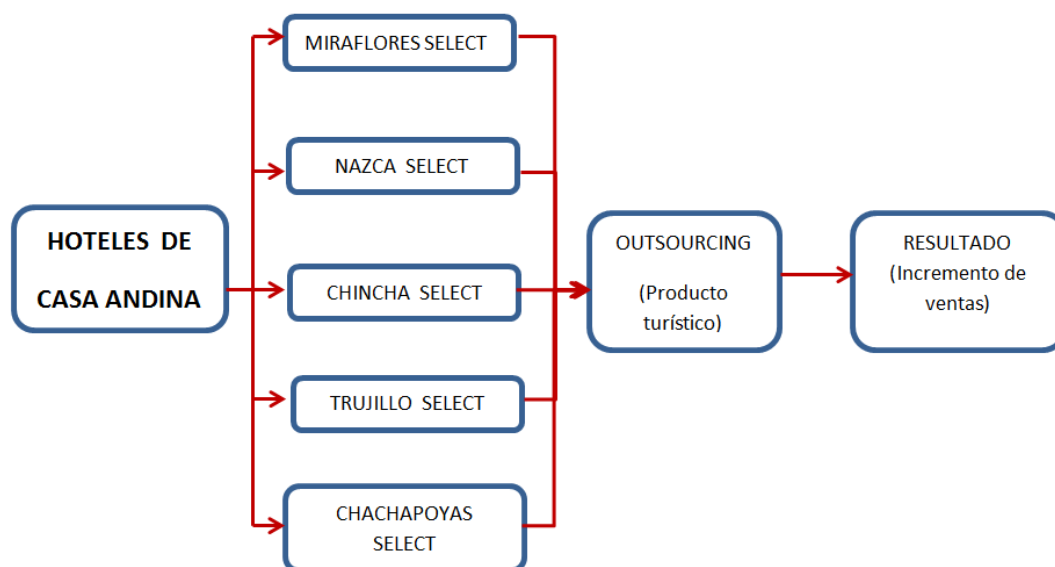 MIRAFLORES SELECT
NAZCA SELECT
HOTELES DE
CASA ANDINA
CHINCHA SELECT
TRUJILLO SELECT
CHACHAPOYAS
SELECT
OUTSOURCING
(Producto
turístico)
RESULTADO
(Incremento de
ventas)